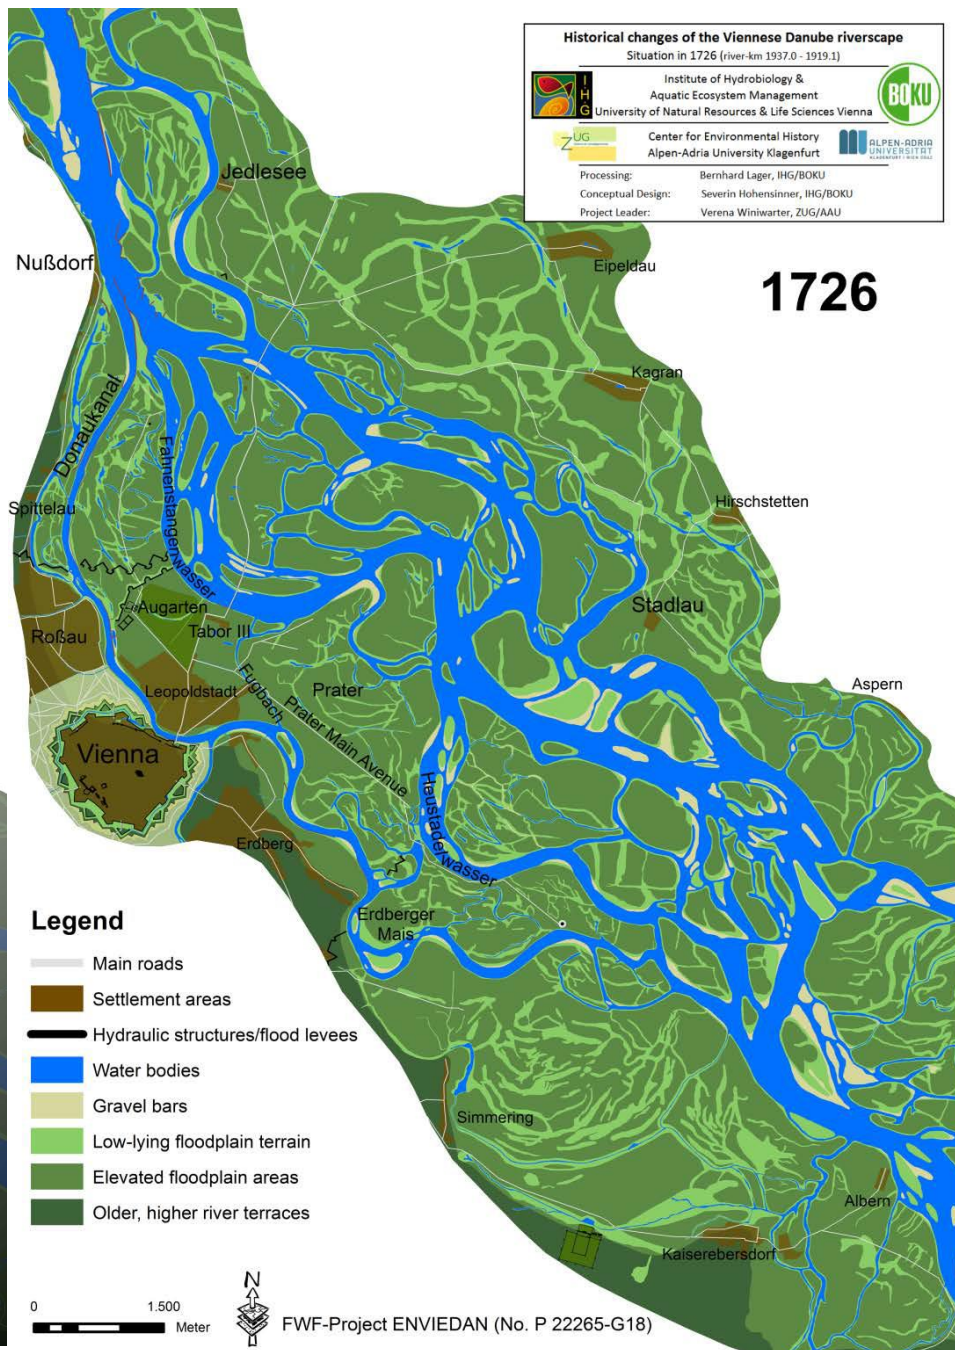 Historical changes of the Viennese Danube riverscape
Situation in 1726 (river-km 1937.0 - 1919.1)
Institute of Hydrobiology &
Aquatic Ecosystem Management
University of Natural Resources & Life Sciences Vienna
I·H·G
BOKU
ZUG
Center for Environmental History
Alpen-Adria University Klagenfurt
ALPEN-ADRIA
UNIVERSITÄT
KLAGENFURT | WIEN GRAZ
Processing: Bernhard Lager, IHG/BOKU
Conceptual Design: Severin Hohensinner, IHG/BOKU
Project Leader: Verena Winiwarter, ZUG/AAU
1726
Jedlesee
Nußdorf
Eipeldau
Kagran
Donaukanal
Fahnenstangenwasser
Spittelau
Hirschstetten
Augarten
Stadlau
Roßau
Tabor III
Leopoldstadt
Fugbach
Prater
Aspern
Prater Main Avenue
Vienna
Heustadelwasser
Erdberg
Erdberger
Mais
Legend
Main roads
Settlement areas
Hydraulic structures/flood levees
Water bodies
Gravel bars
Low-lying floodplain terrain
Elevated floodplain areas
Older, higher river terraces
Simmering
Albern
Kaiserebersdorf
N
0 1.500
Meter
FWF-Project ENVIEDAN (No. P 22265-G18)